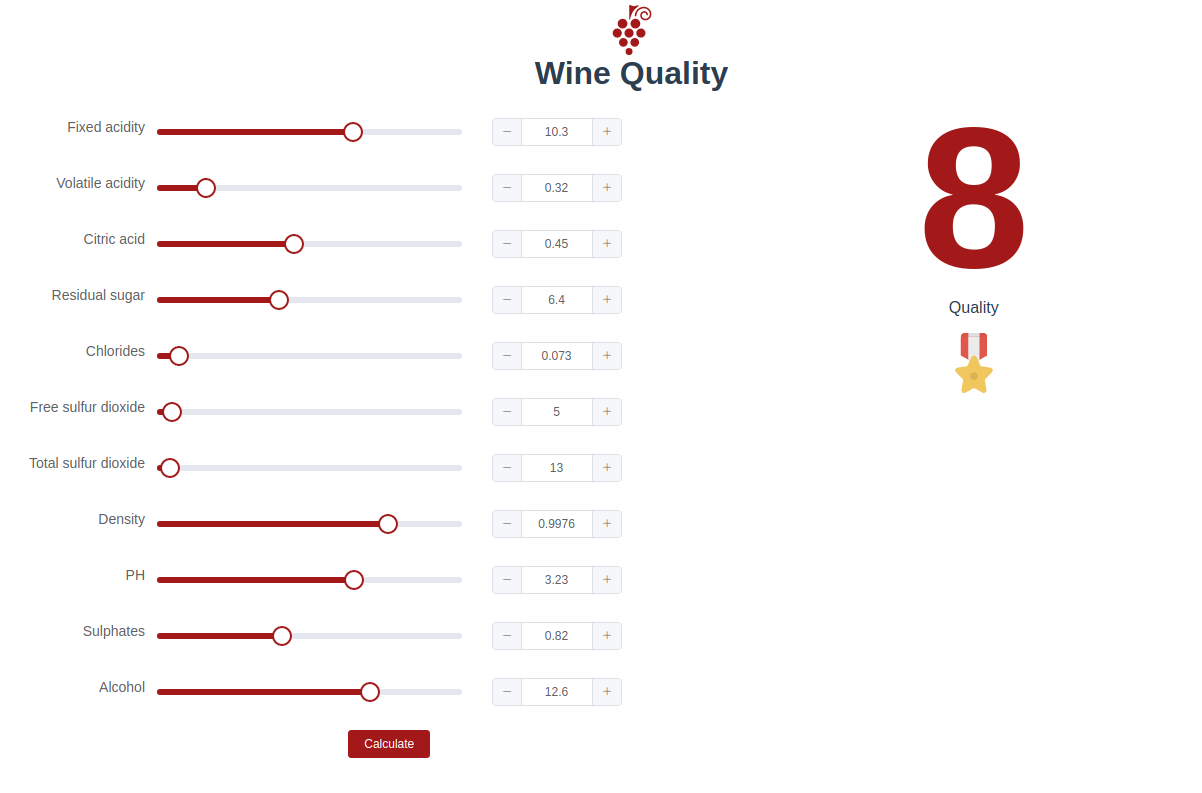 Wine Quality
Fixed acidity − 10.3 +
Volatile acidity − 0.32 +
Citric acid − 0.45 +
Residual sugar − 6.4 +
Chlorides − 0.073 +
Free sulfur dioxide − 5 +
Total sulfur dioxide − 13 +
Density − 0.9976 +
PH − 3.23 +
Sulphates − 0.82 +
Alcohol − 12.6 +
Calculate
8
Quality